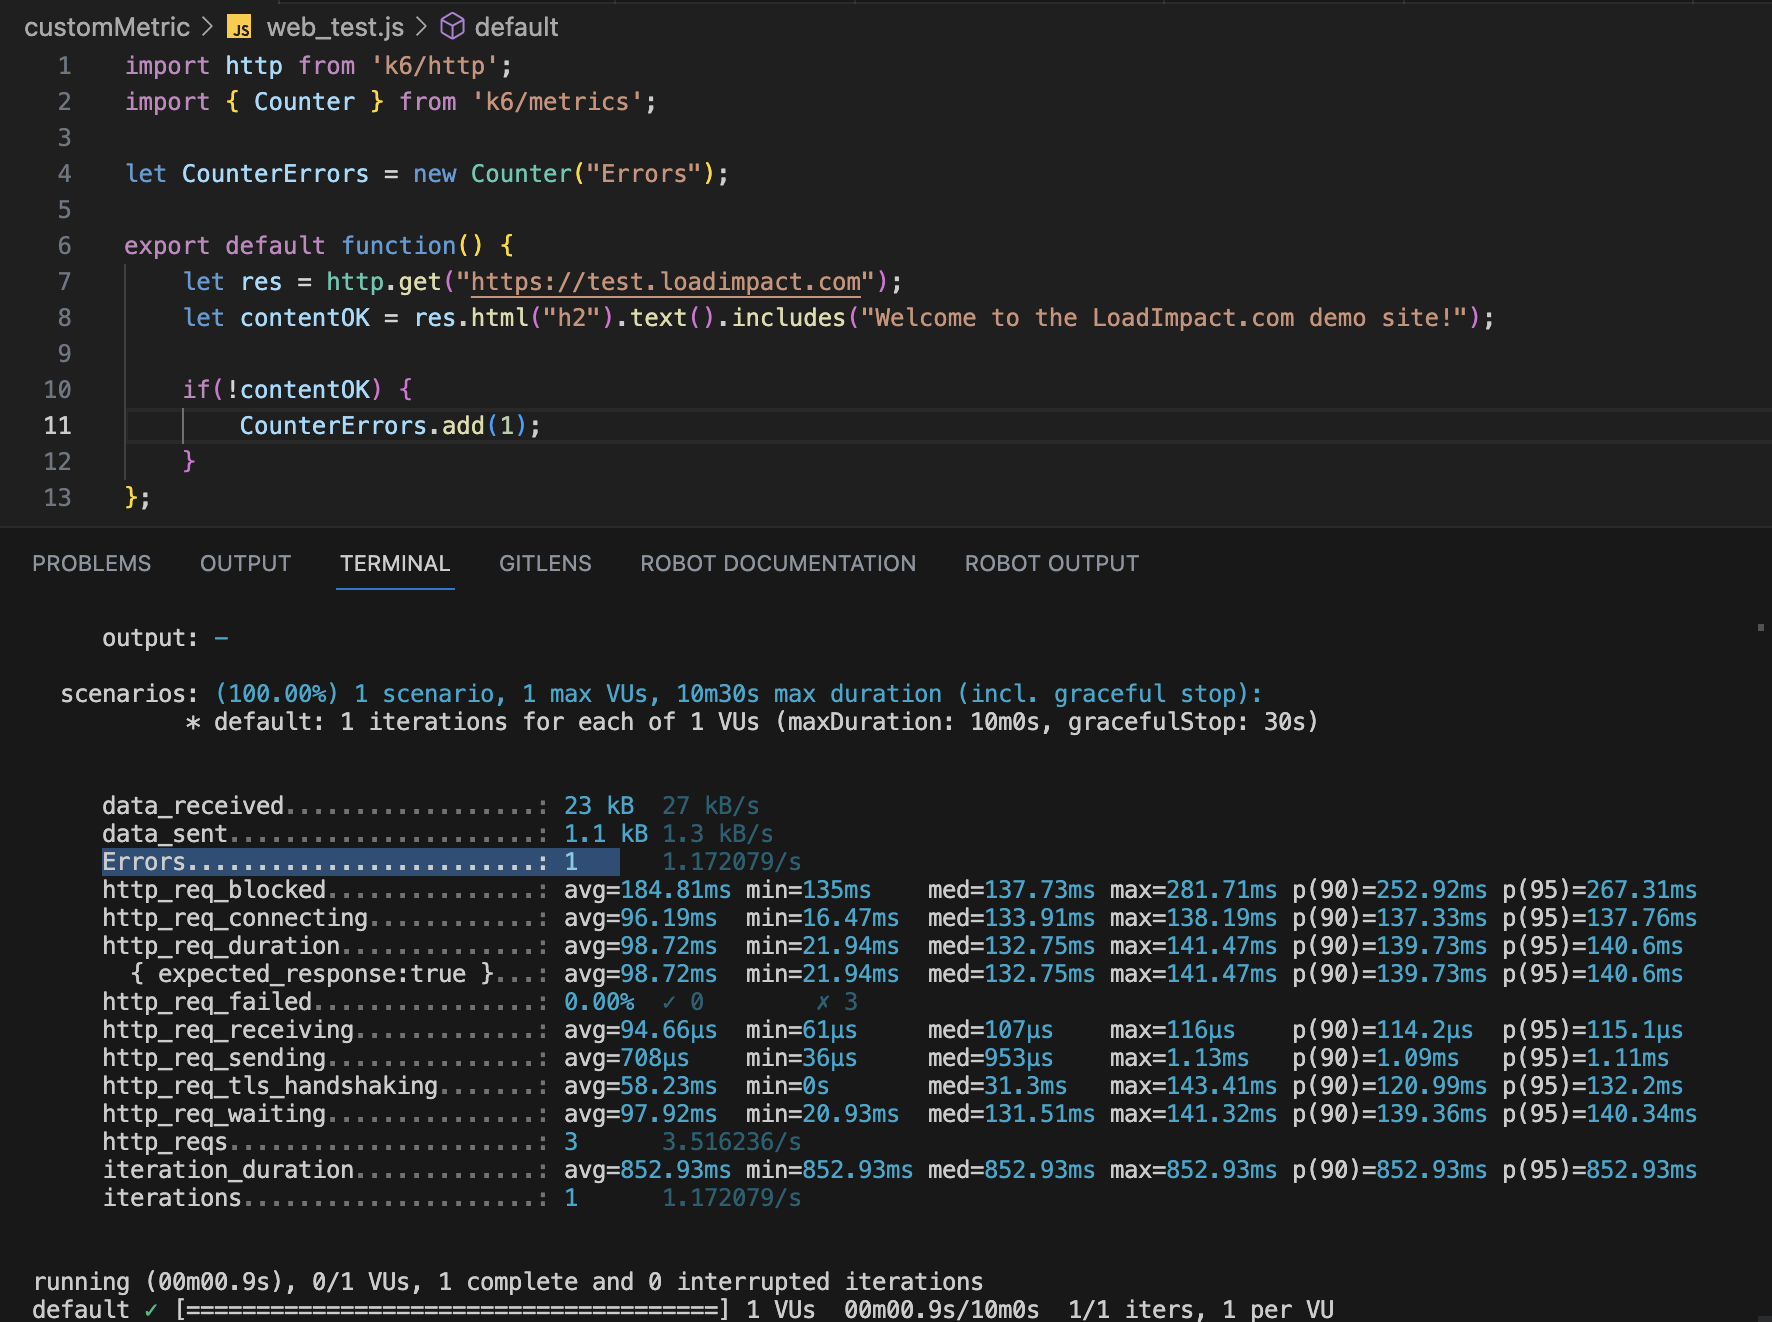 customMetric > JS web_test.js > default
1 import http from 'k6/http';
2 import { Counter } from 'k6/metrics';
3
4 let CounterErrors = new Counter("Errors");
5
6 export default function() {
7     let res = http.get("https://test.loadimpact.com");
8     let contentOK = res.html("h2").text().includes("Welcome to the LoadImpact.com demo site!");
9
10     if(!contentOK) {
11         CounterErrors.add(1);
12     }
13 };
PROBLEMS OUTPUT TERMINAL GITLENS ROBOT DOCUMENTATION ROBOT OUTPUT
output: -
scenarios: (100.00%) 1 scenario, 1 max VUs, 10m30s max duration (incl. graceful stop):
* default: 1 iterations for each of 1 VUs (maxDuration: 10m0s, gracefulStop: 30s)
data_received..................: 23 kB  27 kB/s
data_sent......................: 1.1 kB 1.3 kB/s
Errors.........................: 1      1.172079/s
http_req_blocked...............: avg=184.81ms min=135ms    med=137.73ms max=281.71ms p(90)=252.92ms p(95)=267.31ms
http_req_connecting............: avg=96.19ms  min=16.47ms  med=133.91ms max=138.19ms p(90)=137.33ms p(95)=137.76ms
http_req_duration..............: avg=98.72ms  min=21.94ms  med=132.75ms max=141.47ms p(90)=139.73ms p(95)=140.6ms
{ expected_response:true }...: avg=98.72ms  min=21.94ms  med=132.75ms max=141.47ms p(90)=139.73ms p(95)=140.6ms
http_req_failed................: 0.00%  ✓ 0        ✗ 3
http_req_receiving.............: avg=94.66µs  min=61µs     med=107µs    max=116µs    p(90)=114.2µs  p(95)=115.1µs
http_req_sending...............: avg=708µs    min=36µs     med=953µs    max=1.13ms   p(90)=1.09ms   p(95)=1.11ms
http_req_tls_handshaking.......: avg=58.23ms  min=0s       med=31.3ms   max=143.41ms p(90)=120.99ms p(95)=132.2ms
http_req_waiting...............: avg=97.92ms  min=20.93ms  med=131.51ms max=141.32ms p(90)=139.36ms p(95)=140.34ms
http_reqs......................: 3      3.516236/s
iteration_duration.............: avg=852.93ms min=852.93ms med=852.93ms max=852.93ms p(90)=852.93ms p(95)=852.93ms
iterations.....................: 1      1.172079/s
running (00m00.9s), 0/1 VUs, 1 complete and 0 interrupted iterations
default ✓ [======================================] 1 VUs  00m00.9s/10m0s  1/1 iters, 1 per VU